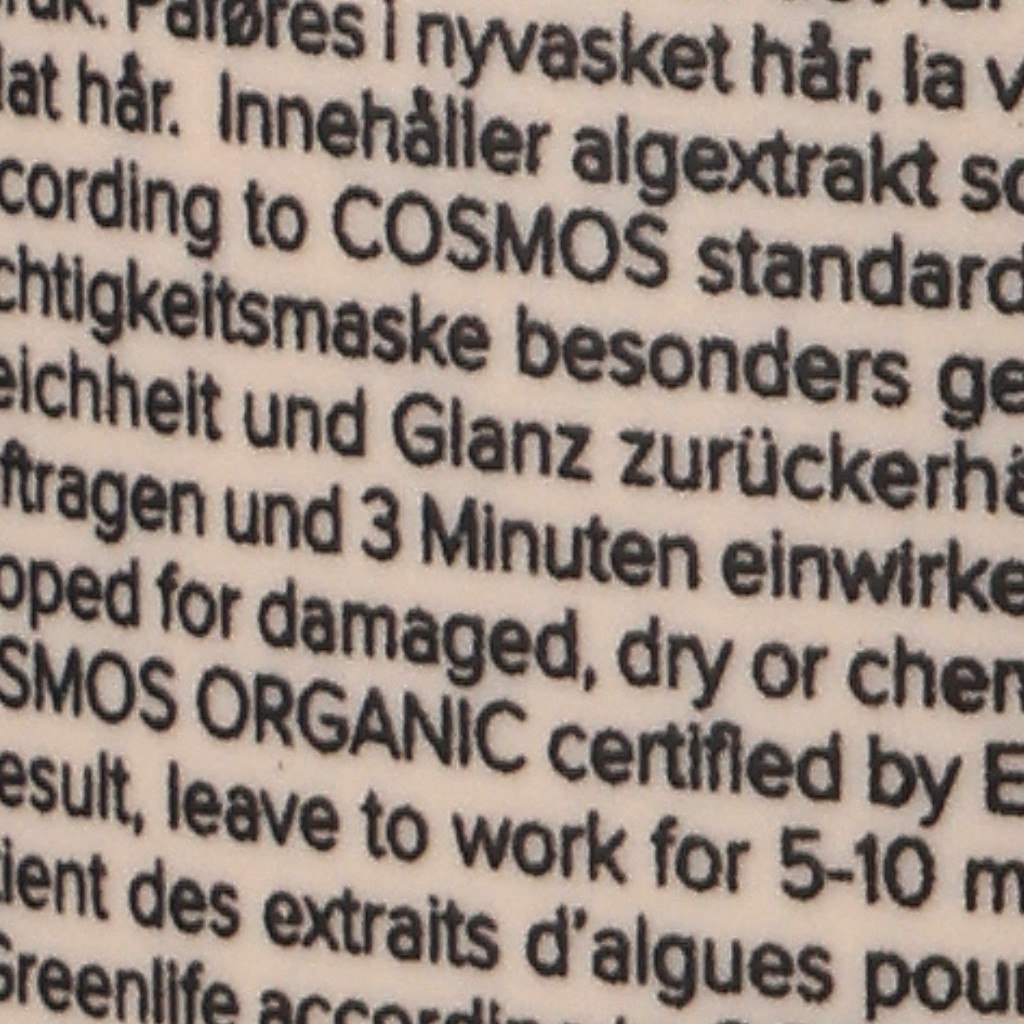 Påføres i nyvasket hår, la v
lat hår. Innehåller algextrakt so
cording to COSMOS standard
chtigkeitsmaske besonders ge
eichheit und Glanz zurückerhä
ftragen und 3 Minuten einwirke
oped for damaged, dry or chem
SMOS ORGANIC certified by E
esult, leave to work for 5-10 m
tient des extraits d'algues pour
Greenlife according